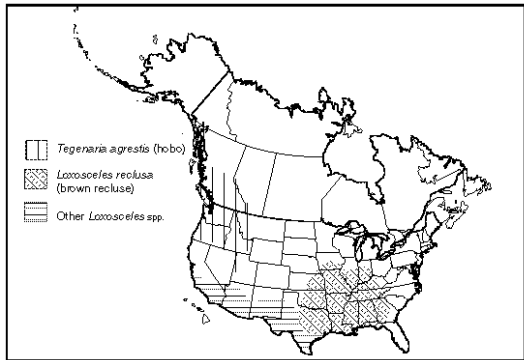 Tegenaria agrestis (hobo)
Loxosceles reclusa
(brown recluse)
Other Loxosceles spp.